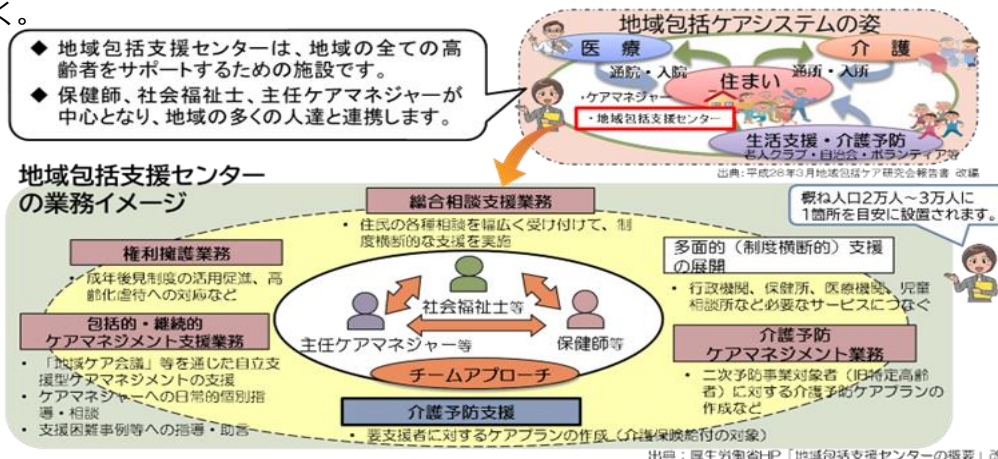 く。
◆ 地域包括支援センターは、地域の全ての高
齢者をサポートするための施設です。
◆ 保健師、社会福祉士、主任ケアマネジャーが
中心となり、地域の多くの人達と連携します。
地域包括ケアシステムの姿
医 療
介 護
通院・入院
住まい
通所・入所
・ケアマネジャー
・地域包括支援センター
生活支援・介護予防
老人クラブ・自治会・ボランティア等
出典:平成28年3月地域包括ケア研究会報告書 改編
地域包括支援センター
の業務イメージ
概ね人口2万人~3万人に
1箇所を目安に設置されます。
総合相談支援業務
・ 住民の各種相談を幅広く受け付けて、制
度横断的な支援を実施
権利擁護業務
・ 成年後見制度の活用促進、高
齢化虐待への対応など
多面的(制度横断的)支援
の展開
・ 行政機関、保健所、医療機関、児童
相談所など必要なサービスにつなぐ
社会福祉士等
主任ケアマネジャー等
保健師等
チームアプローチ
包括的・継続的
ケアマネジメント支援業務
・ 「地域ケア会議」等を通じた自立支
援型ケアマネジメントの支援
・ ケアマネジャーへの日常的個別指
導・相談
・ 支援困難事例等への指導・助言
介護予防
ケアマネジメント業務
・ 二次予防事業対象者(旧特定高齢
者)に対する介護予防ケアプランの
作成など
介護予防支援
・ 要支援者に対するケアプランの作成(介護保険給付の対象)
出典:厚生労働省HP「地域包括支援センターの概要」改